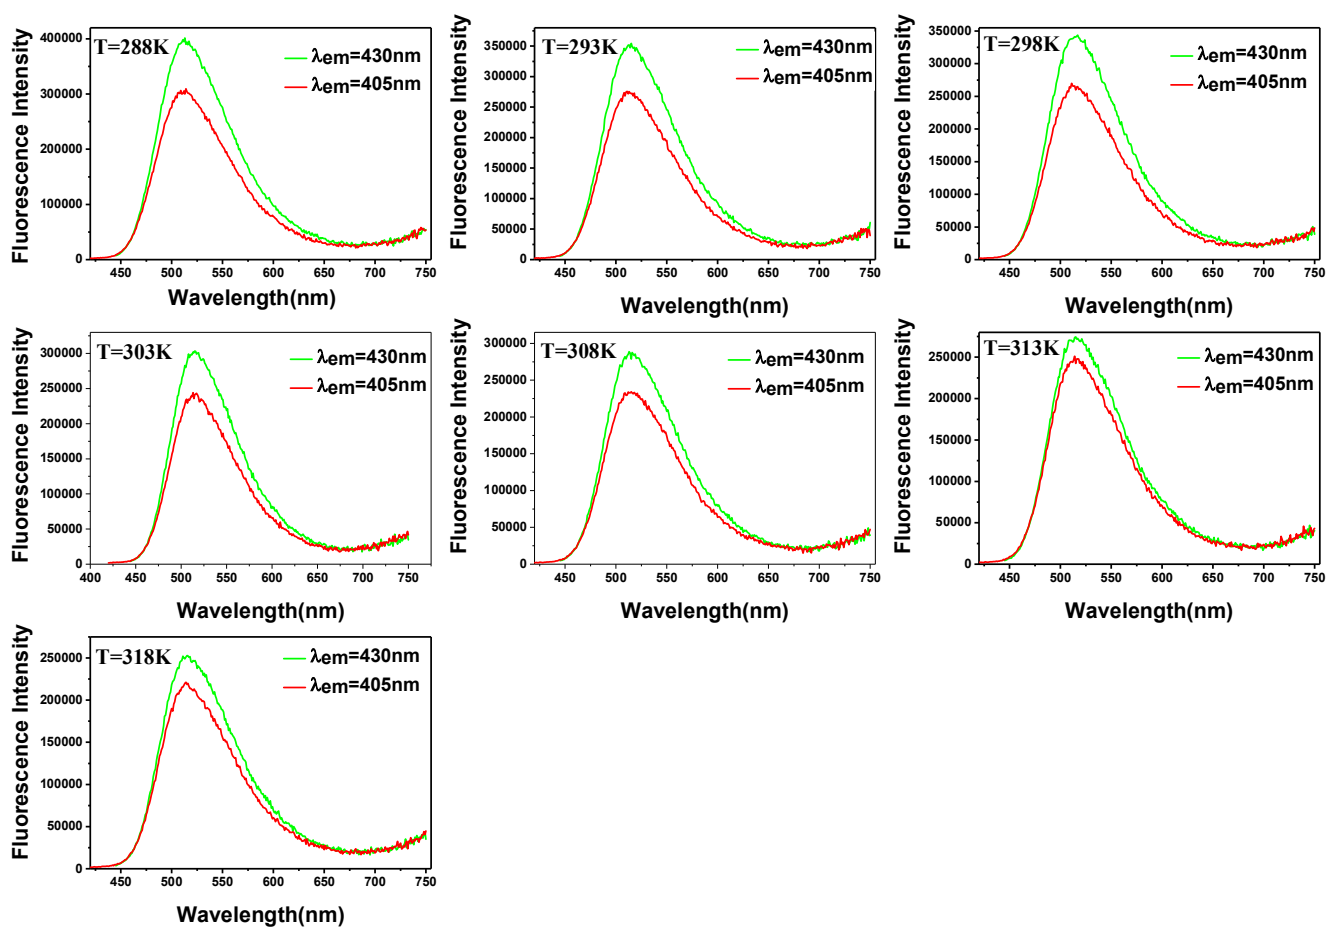 Fluorescence Intensity
400000
300000
200000
100000
0
T=288K
λem=430nm
λem=405nm
450 500 550 600 650 700 750
Wavelength(nm)
Fluorescence Intensity
350000
300000
250000
200000
150000
100000
50000
0
T=293K
λem=430nm
λem=405nm
450 500 550 600 650 700 750
Wavelength(nm)
Fluorescence Intensity
350000
300000
250000
200000
150000
100000
50000
0
T=298K
λem=430nm
λem=405nm
450 500 550 600 650 700 750
Wavelength(nm)
Fluorescence Intensity
300000
250000
200000
150000
100000
50000
0
T=303K
λem=430nm
λem=405nm
400 450 500 550 600 650 700 750
Wavelength(nm)
Fluorescence Intensity
300000
250000
200000
150000
100000
50000
0
T=308K
λem=430nm
λem=405nm
450 500 550 600 650 700 750
Wavelength(nm)
Fluorescence Intensity
250000
200000
150000
100000
50000
0
T=313K
λem=430nm
λem=405nm
450 500 550 600 650 700 750
Wavelength(nm)
Fluorescence Intensity
250000
200000
150000
100000
50000
0
T=318K
λem=430nm
λem=405nm
450 500 550 600 650 700 750
Wavelength(nm)